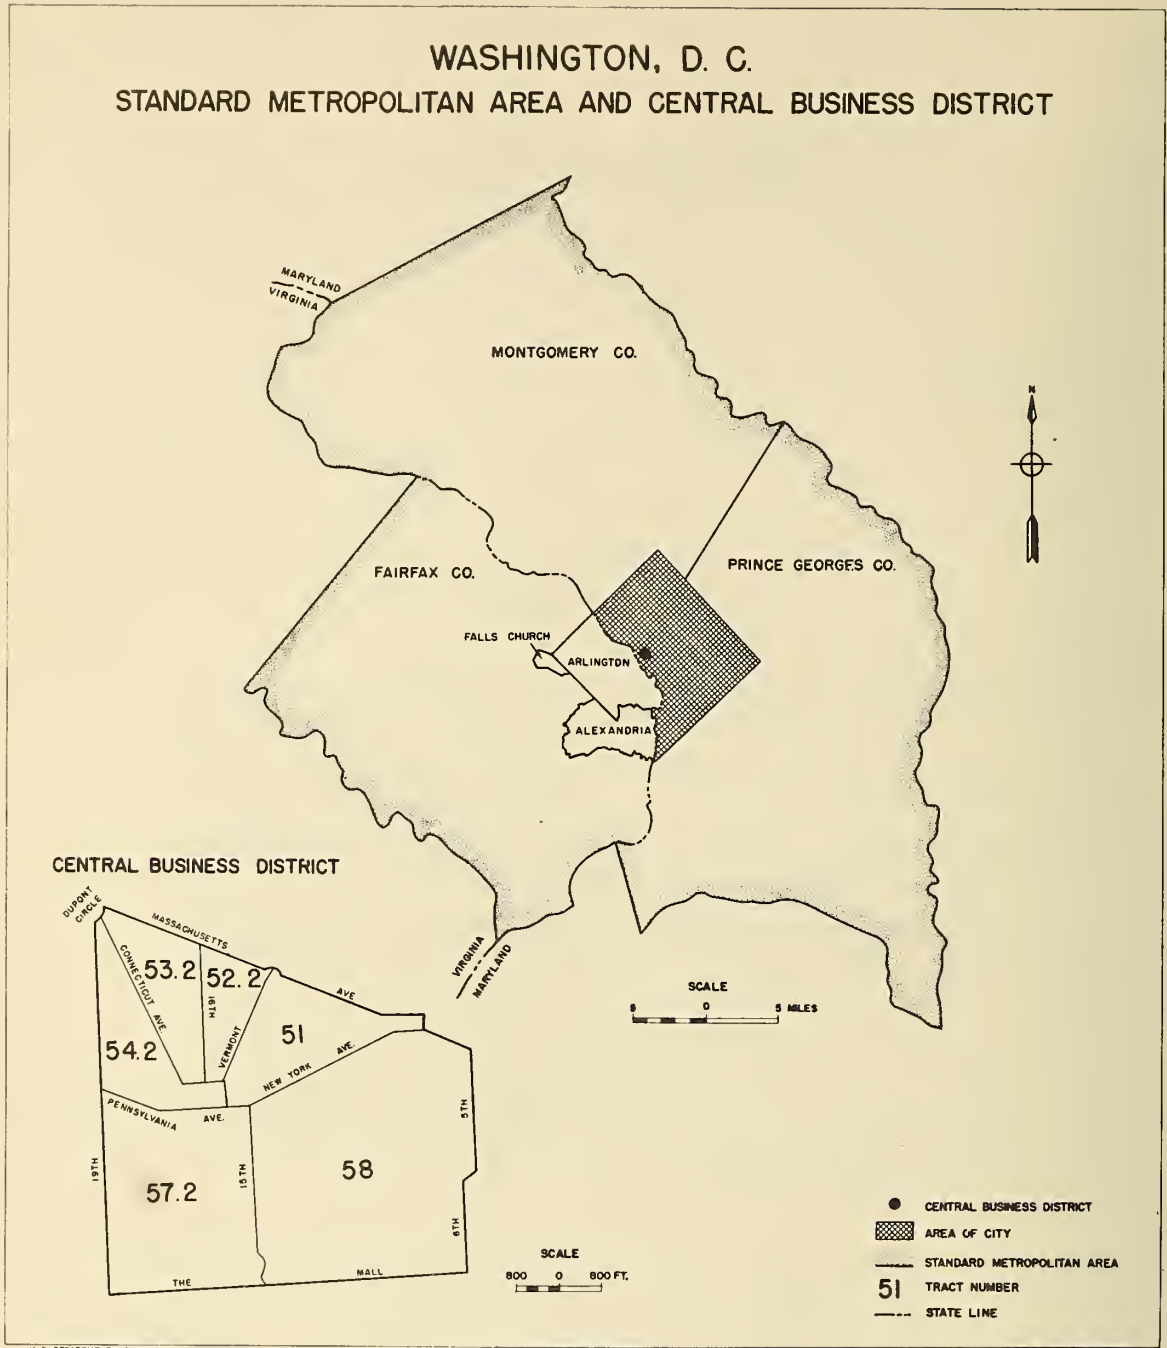 WASHINGTON, D. C.
STANDARD METROPOLITAN AREA AND CENTRAL BUSINESS DISTRICT
MARYLAND
VIRGINIA
MONTGOMERY CO.
N
FAIRFAX CO.
PRINCE GEORGES CO.
FALLS CHURCH
ARLINGTON
ALEXANDRIA
CENTRAL BUSINESS DISTRICT
DUPONT
CIRCLE
MASSACHUSETTS
AVE
CONNECTICUT AVE.
53.2
52.2
16TH
VERMONT
51
54.2
NEW YORK AVE.
PENNSYLVANIA AVE.
5TH
19TH
57.2
15TH
58
6TH
THE MALL
VIRGINIA
MARYLAND
SCALE
5 0 5 MILES
SCALE
800 0 800 FT.
CENTRAL BUSINESS DISTRICT
AREA OF CITY
STANDARD METROPOLITAN AREA
51 TRACT NUMBER
STATE LINE